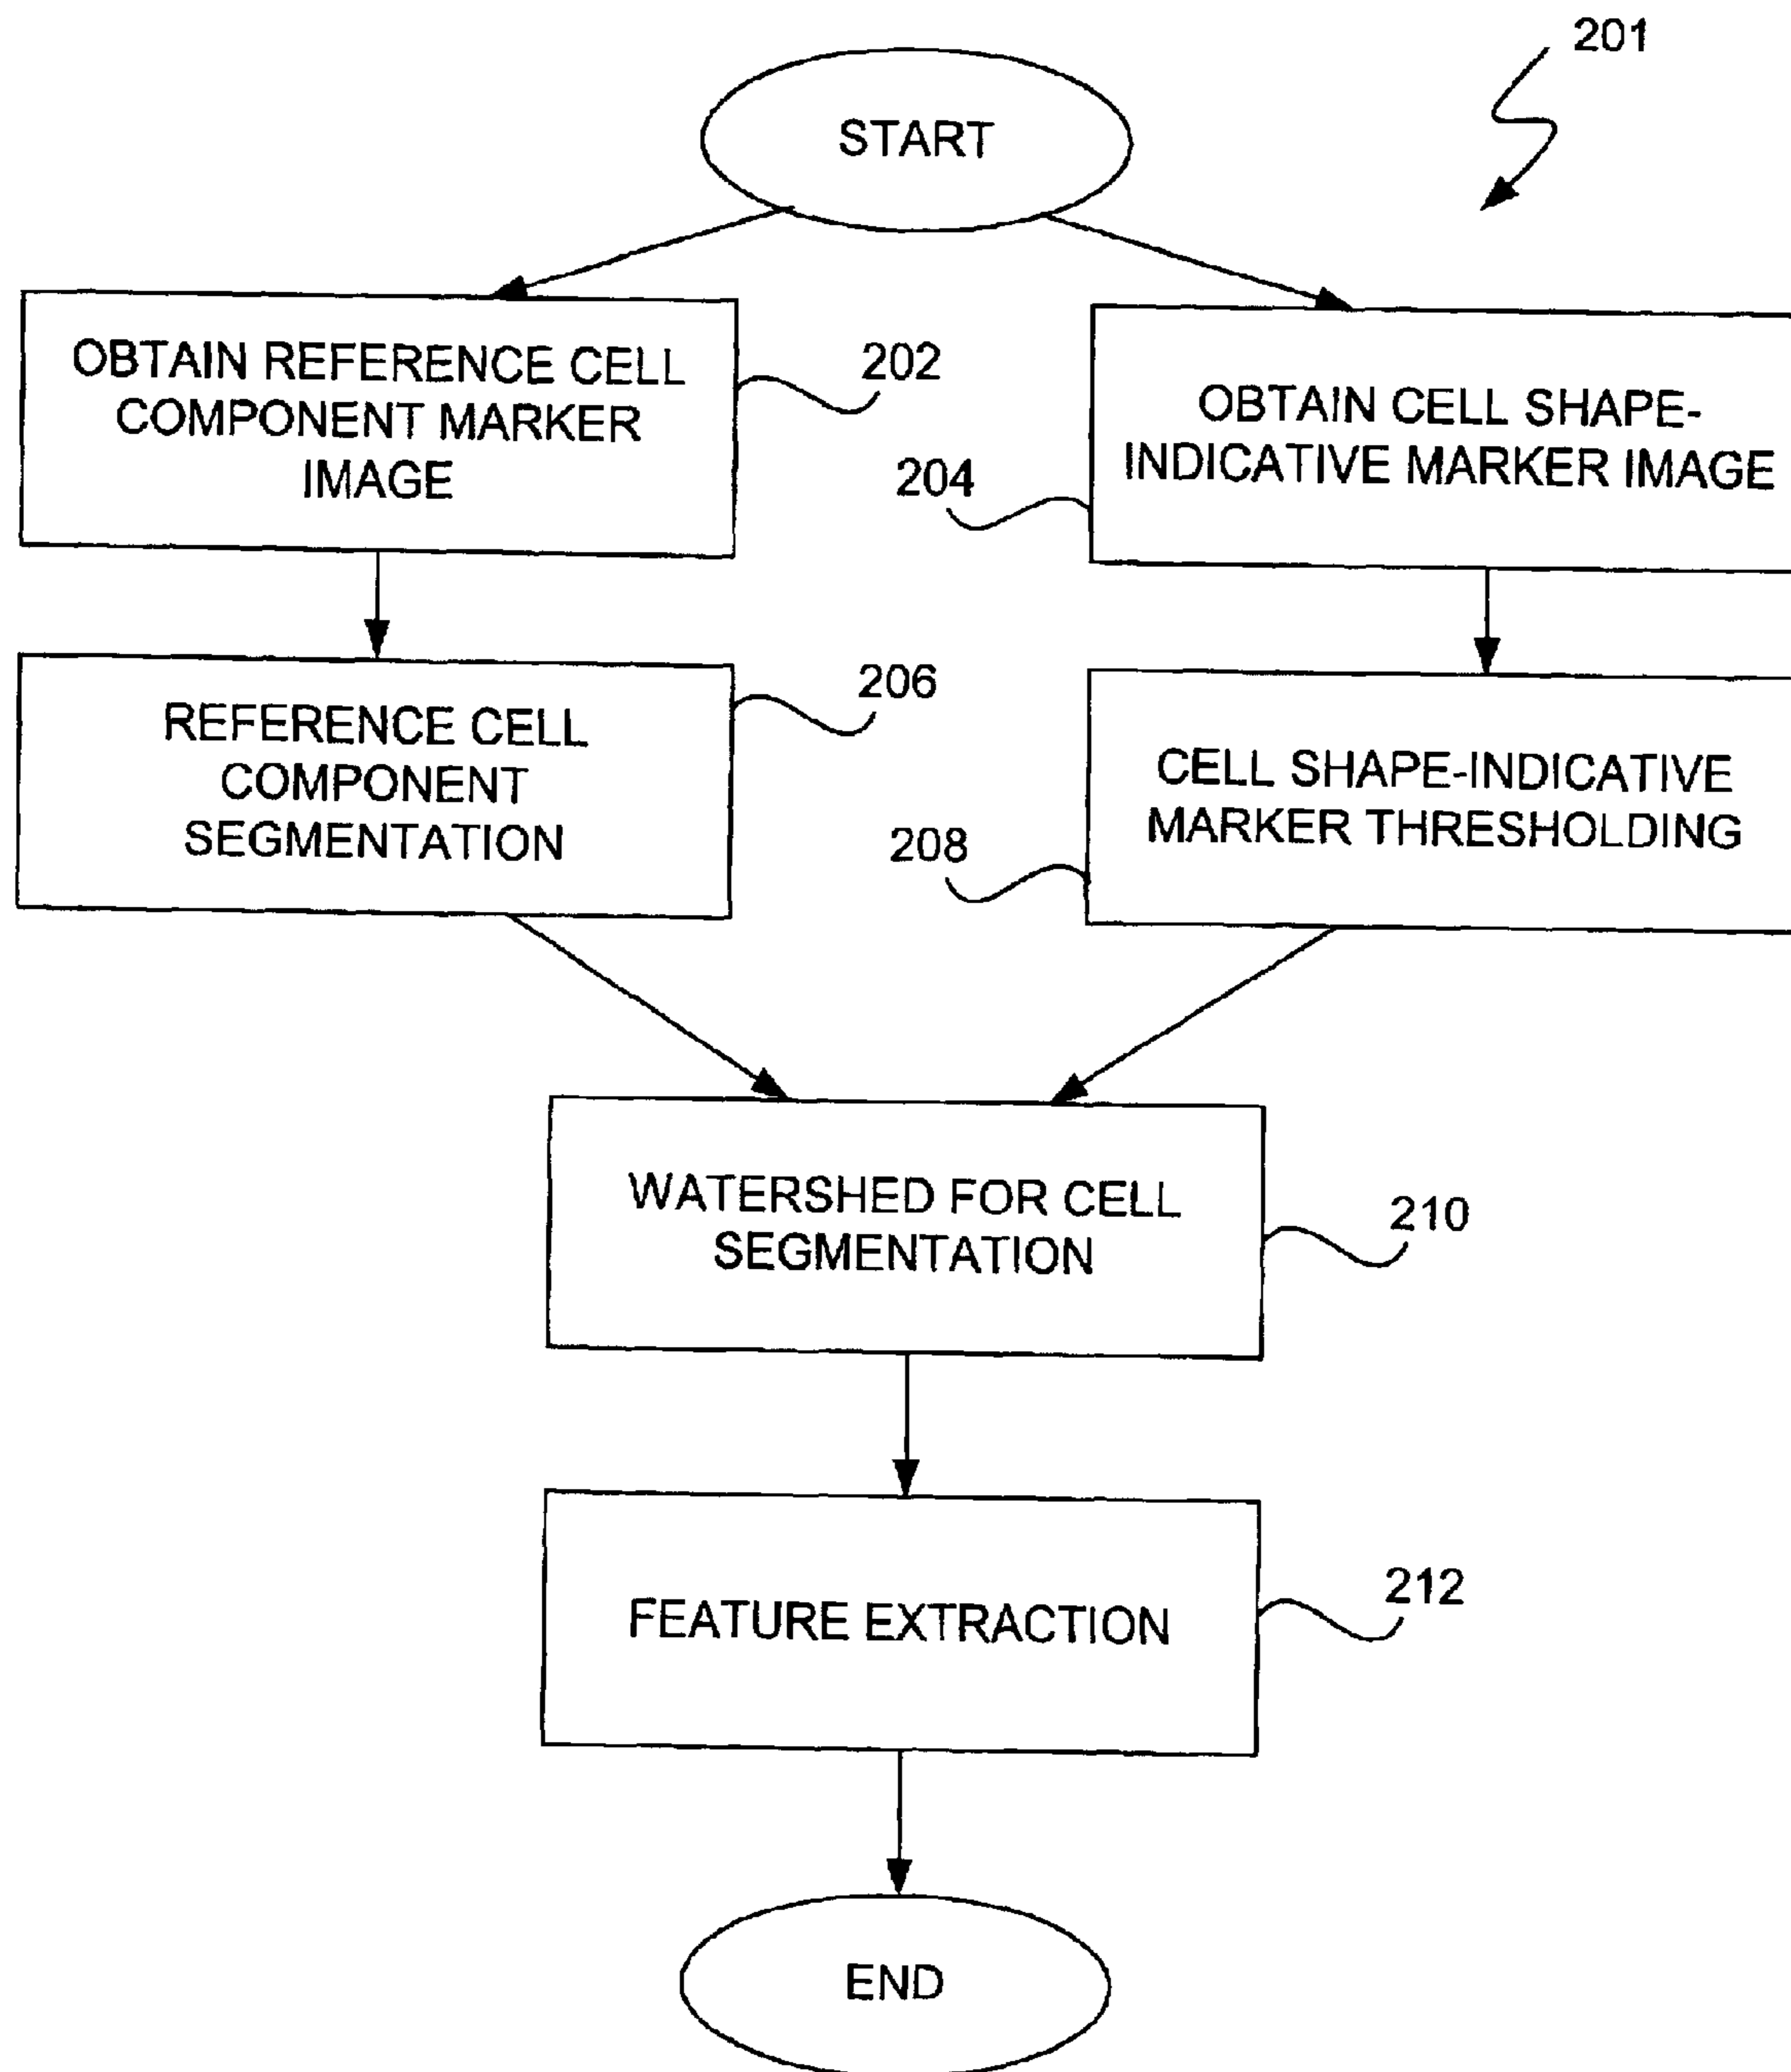 201
START
OBTAIN REFERENCE CELL
COMPONENT MARKER
IMAGE
202
OBTAIN CELL SHAPE-
INDICATIVE MARKER IMAGE
204
REFERENCE CELL
COMPONENT
SEGMENTATION
206
CELL SHAPE-INDICATIVE
MARKER THRESHOLDING
208
WATERSHED FOR CELL
SEGMENTATION
210
FEATURE EXTRACTION
212
END